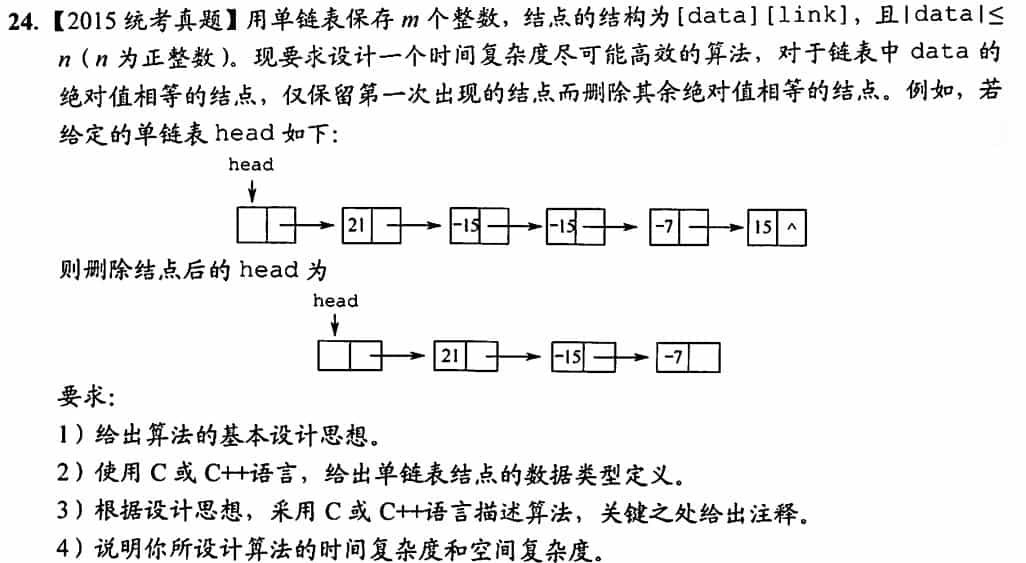 24.【2015 统考真题】用单链表保存 m 个整数，结点的结构为[data][link]，且|data|≤
n（n 为正整数）。现要求设计一个时间复杂度尽可能高效的算法，对于链表中 data 的
绝对值相等的结点，仅保留第一次出现的结点而删除其余绝对值相等的结点。例如，若
给定的单链表 head 如下：
head
21 -15 -15 -7 15 ^
则删除结点后的 head 为
head
21 -15 -7
要求：
1）给出算法的基本设计思想。
2）使用 C 或 C++语言，给出单链表结点的数据类型定义。
3）根据设计思想，采用 C 或 C++语言描述算法，关键之处给出注释。
4）说明你所设计算法的时间复杂度和空间复杂度。